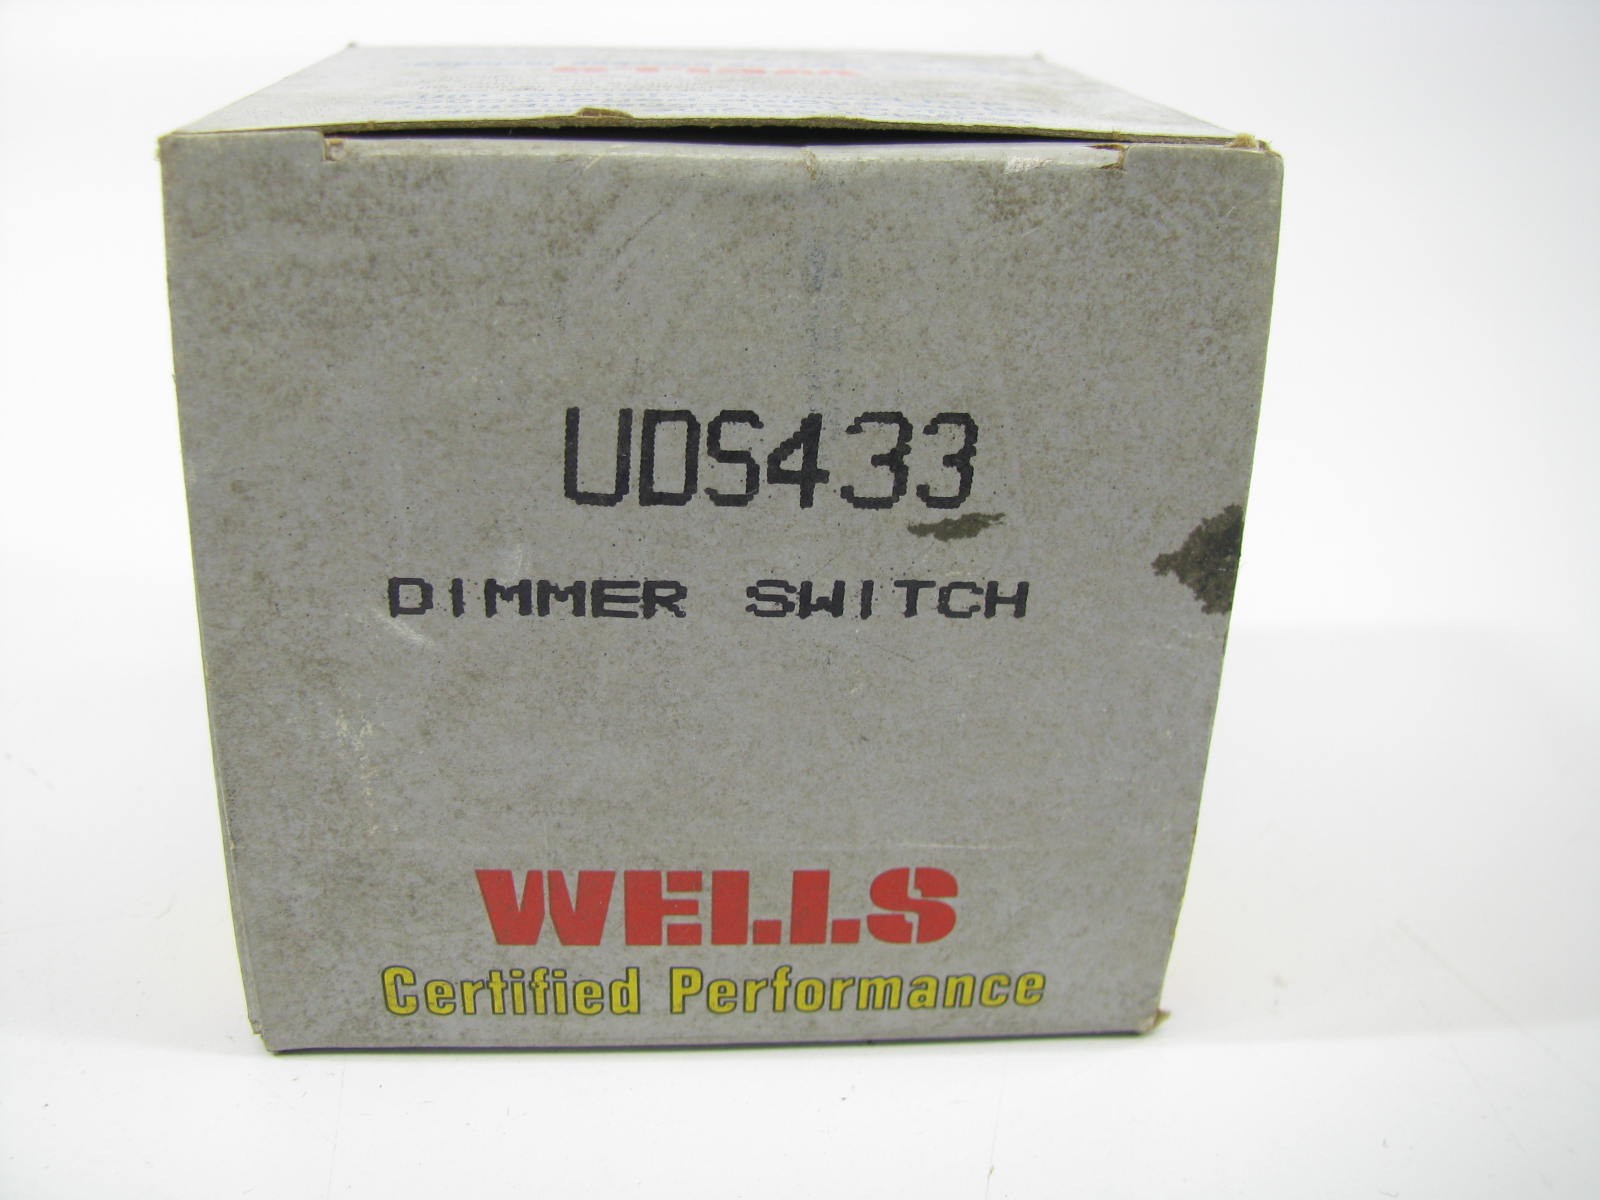 UDS433
DIMMER SWITCH
WELLS
Certified Performance